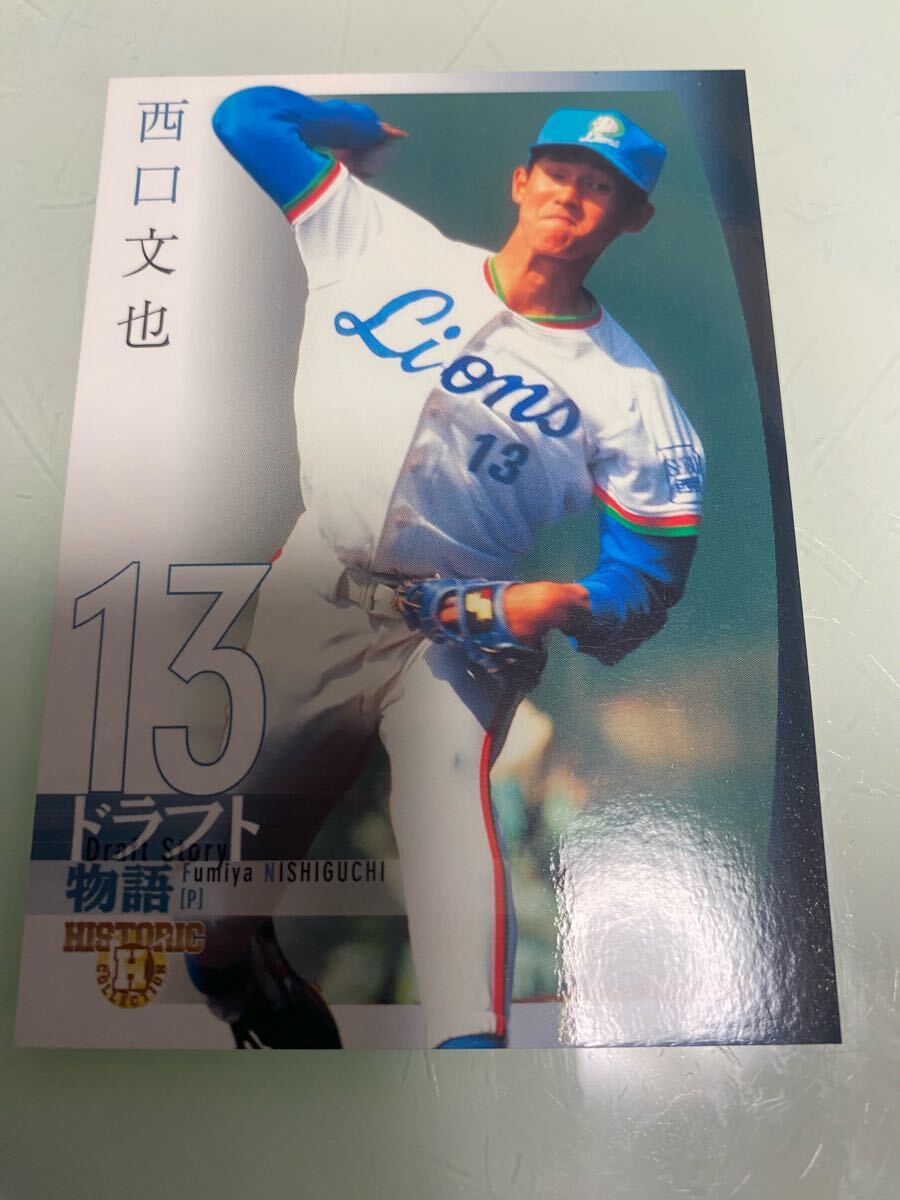 西口文也
Lions
Lions
13
13
ドラフト
Draft Story
物語
Fumiya NISHIGUCHI
[P]
HISTORIC
H
COLLECTION